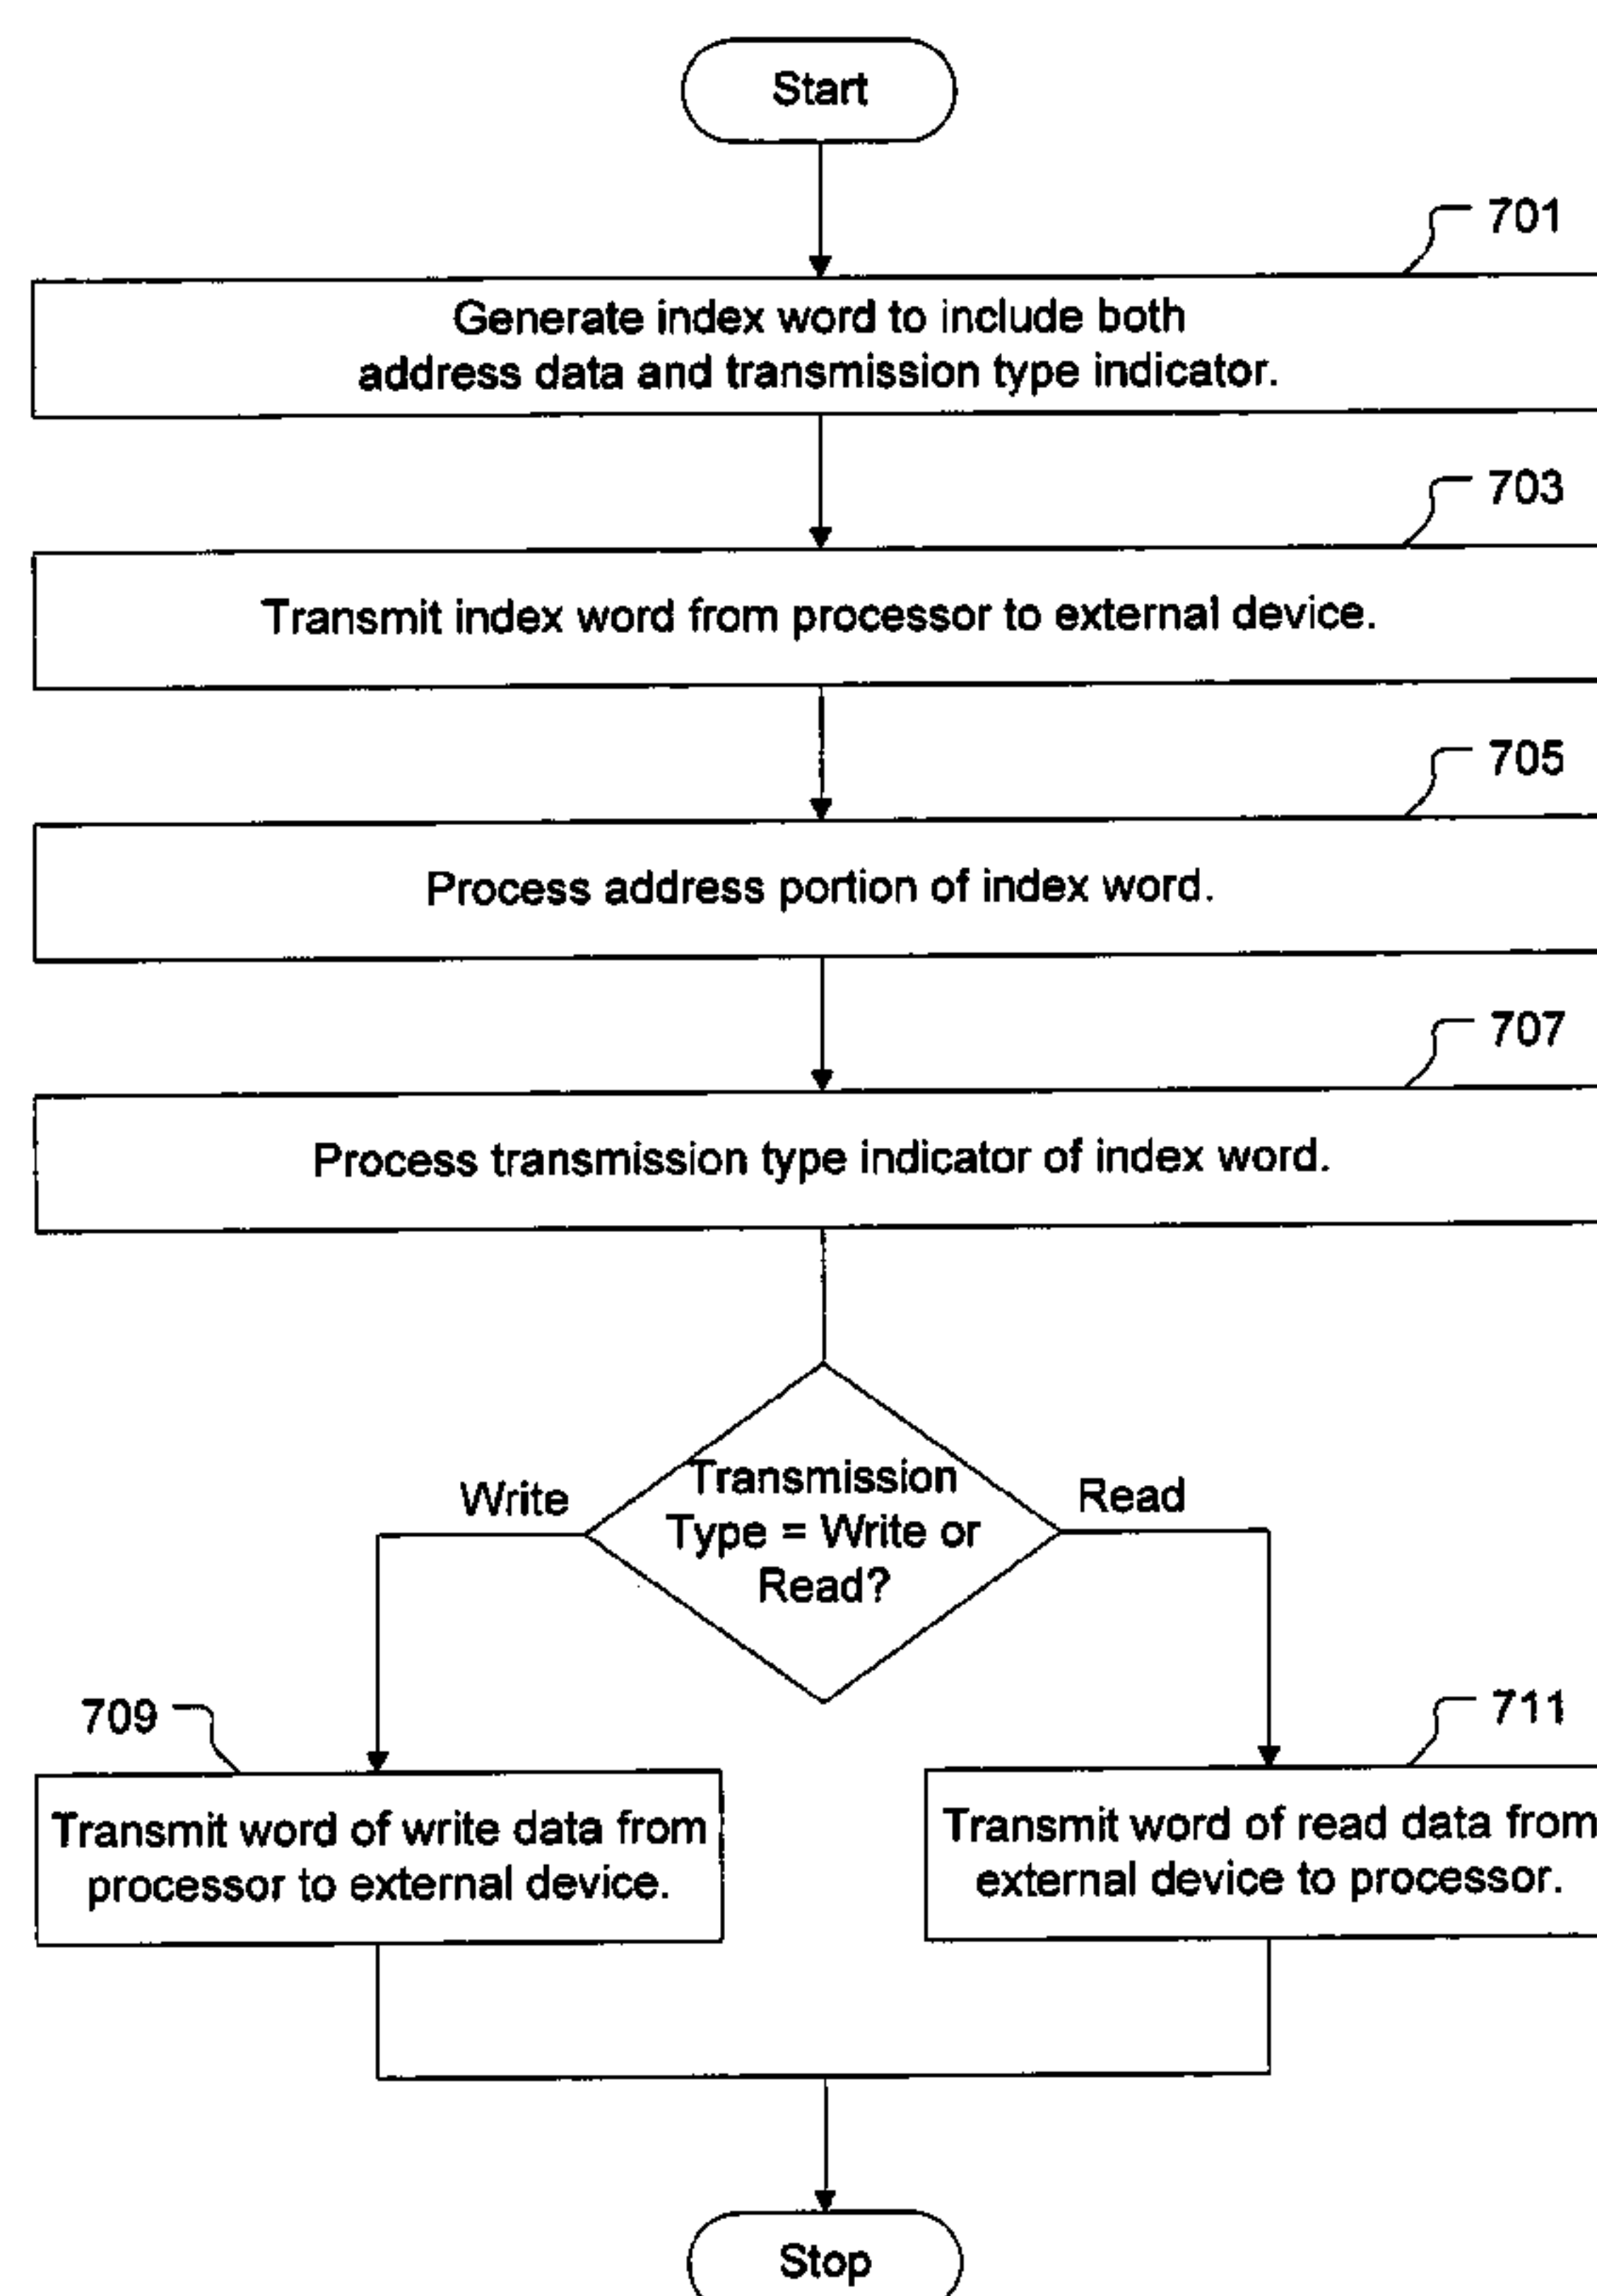 Start
701
Generate index word to include both
address data and transmission type indicator.
703
Transmit index word from processor to external device.
705
Process address portion of index word.
707
Process transmission type indicator of index word.
Write
Transmission
Type = Write or
Read?
Read
709
Transmit word of write data from
processor to external device.
711
Transmit word of read data from
external device to processor.
Stop